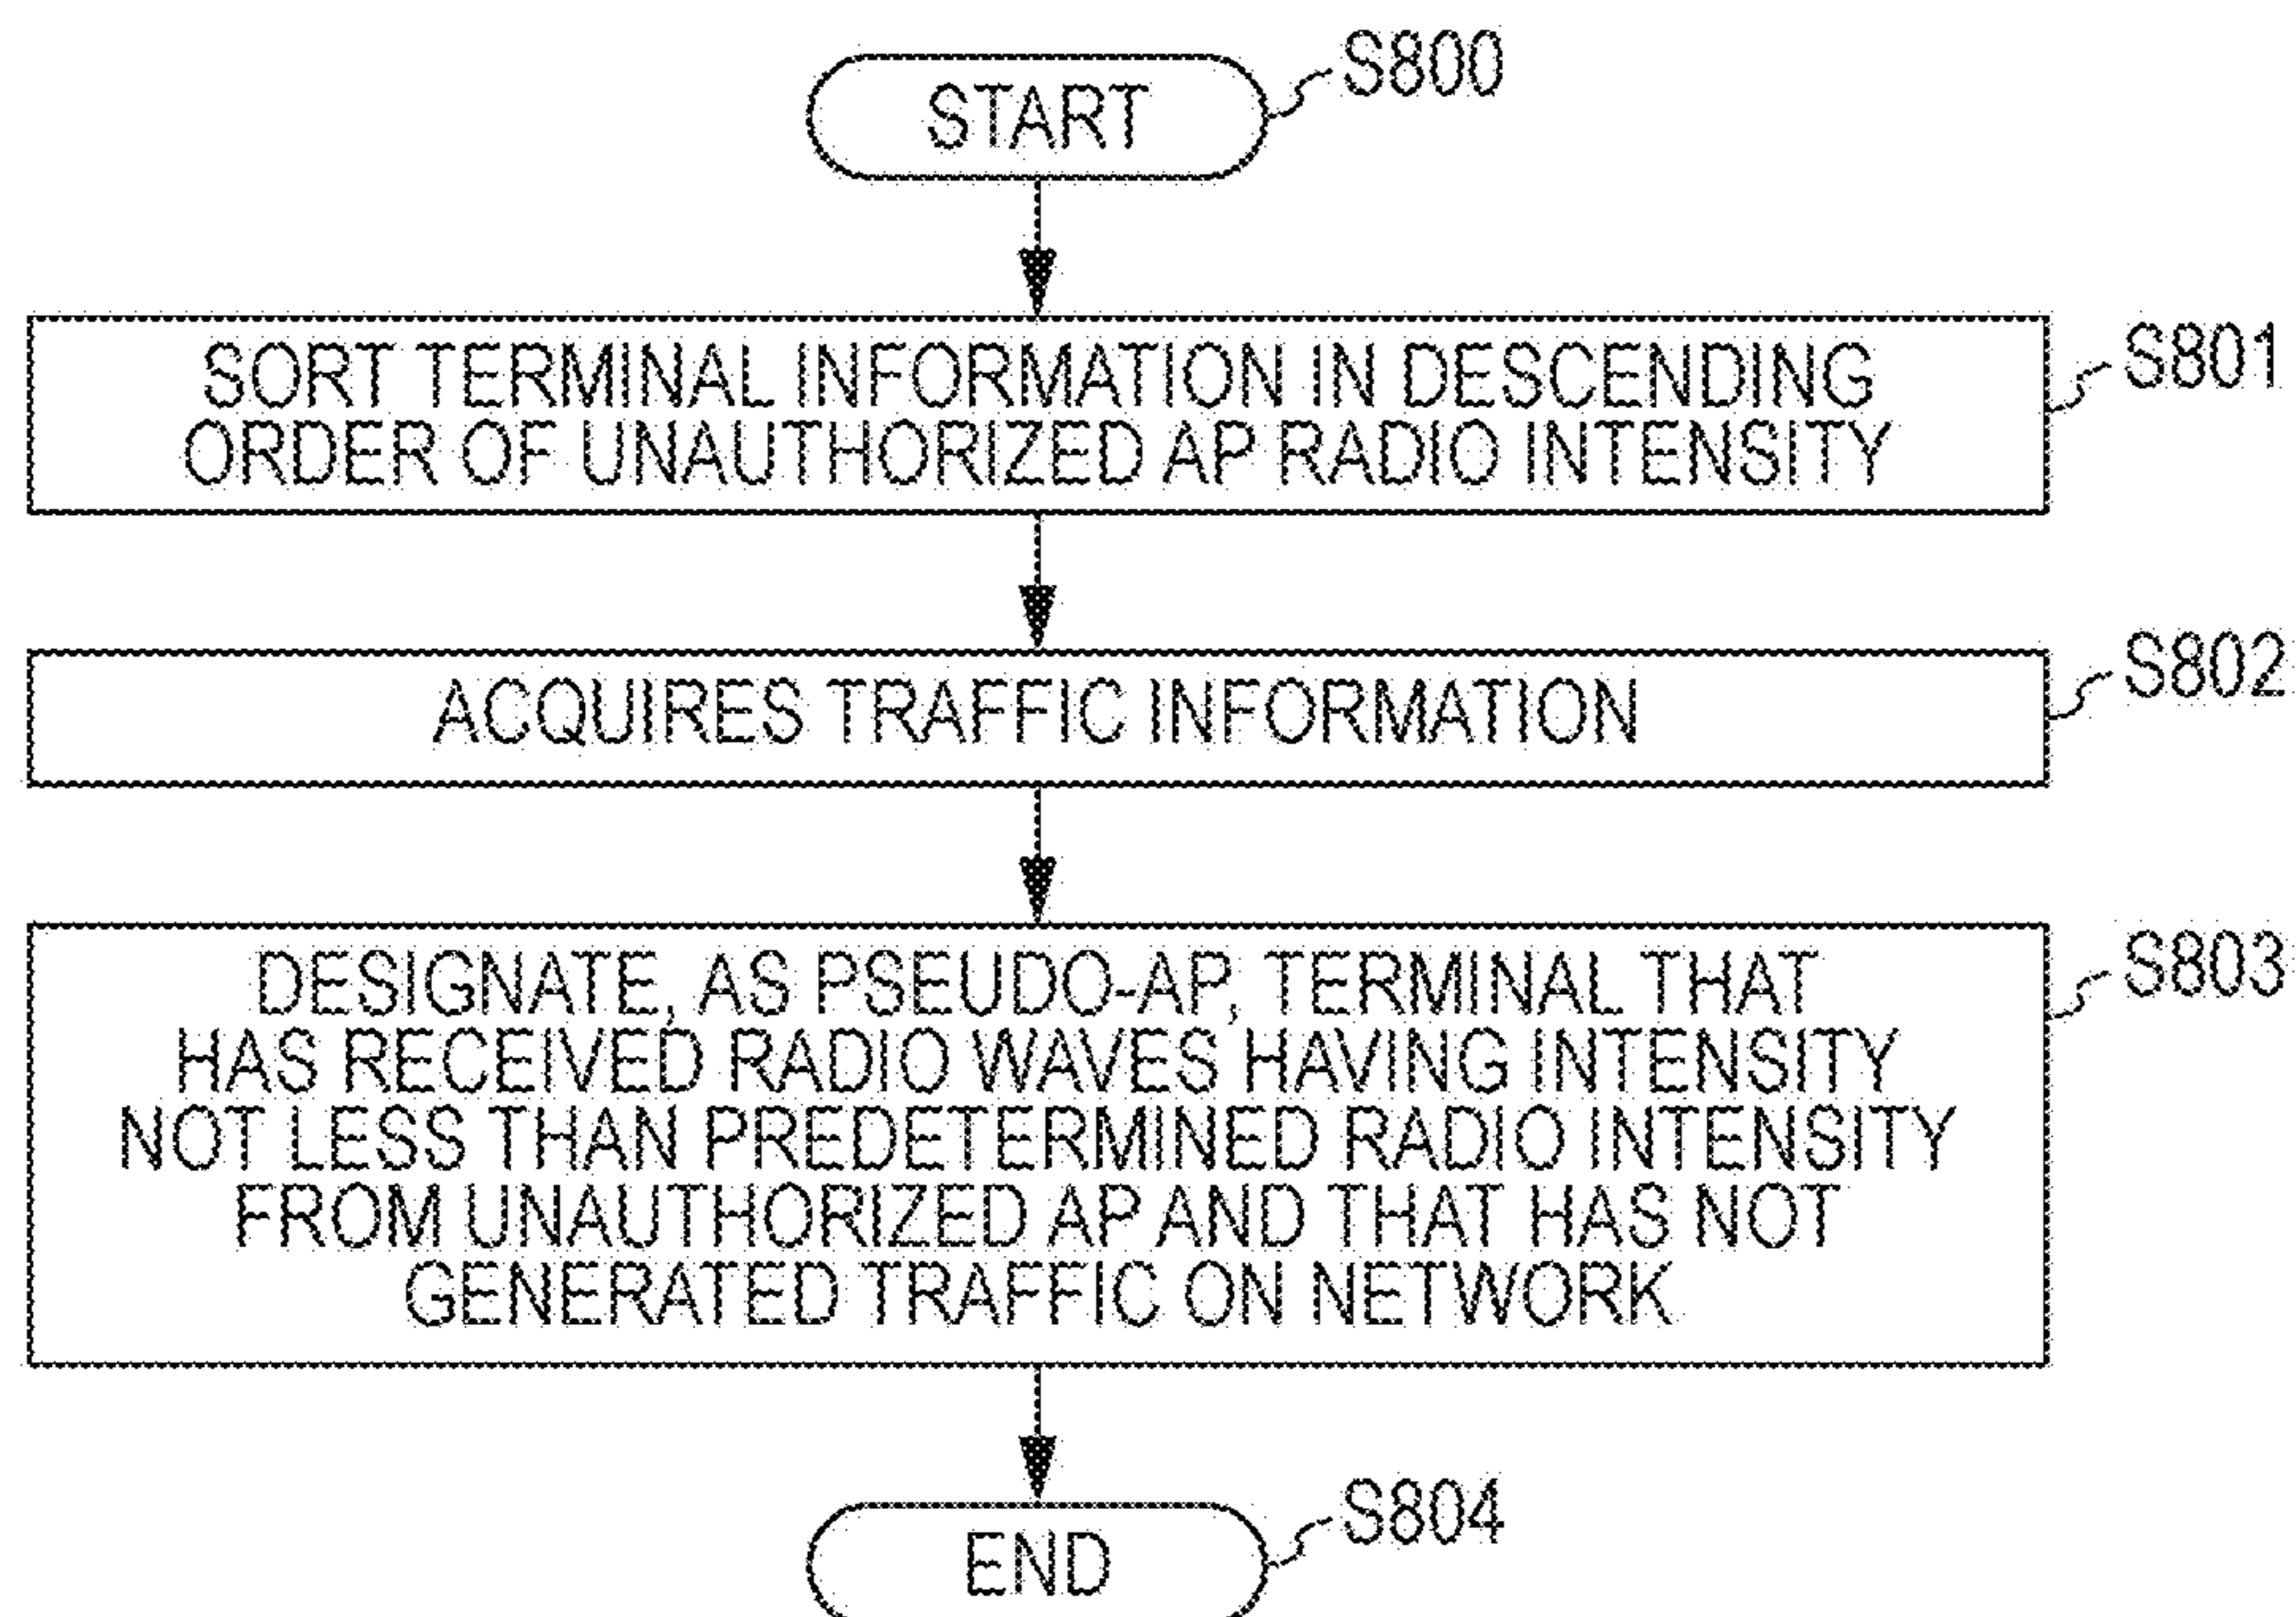 START
S800
SORT TERMINAL INFORMATION IN DESCENDING
ORDER OF UNAUTHORIZED AP RADIO INTENSITY
S801
ACQUIRES TRAFFIC INFORMATION
S802
DESIGNATE, AS PSEUDO-AP, TERMINAL THAT
HAS RECEIVED RADIO WAVES HAVING INTENSITY
NOT LESS THAN PREDETERMINED RADIO INTENSITY
FROM UNAUTHORIZED AP AND THAT HAS NOT
GENERATED TRAFFIC ON NETWORK
S803
END
S804